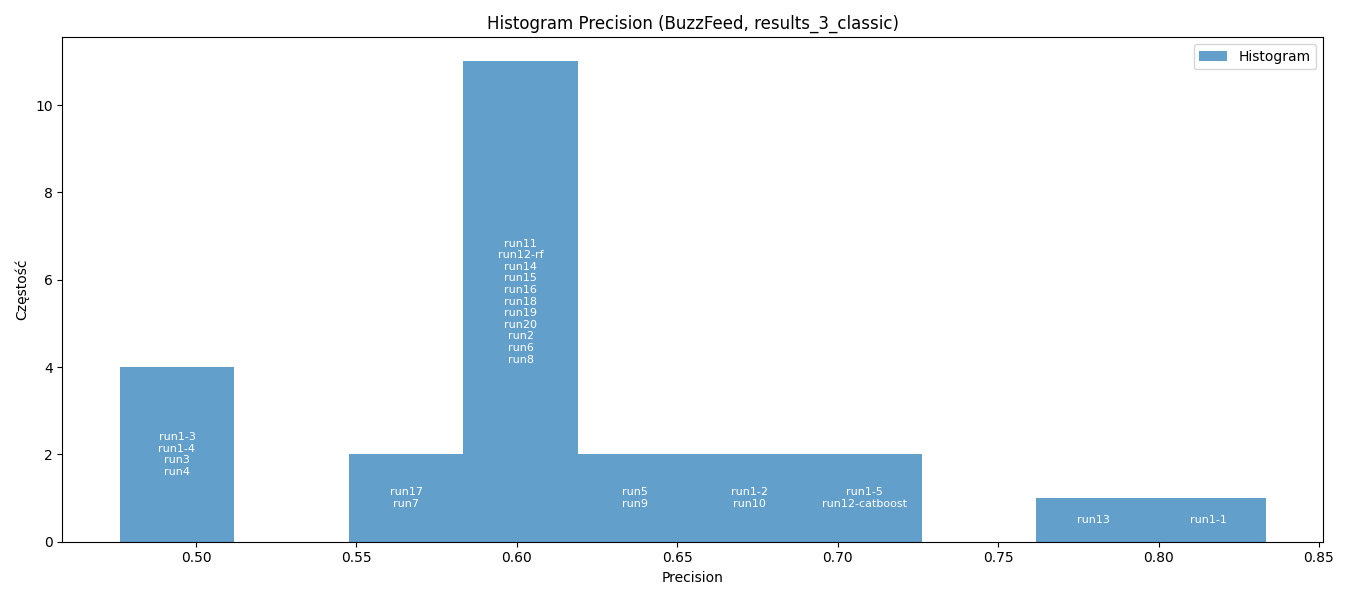 Histogram Precision (BuzzFeed, results_3_classic)
Histogram
Częstość
10
8
6
4
2
0
run1-3
run1-4
run3
run4
run17
run7
run11
run12-rf
run14
run15
run16
run18
run19
run20
run2
run6
run8
run5
run9
run1-2
run10
run1-5
run12-catboost
run13
run1-1
0.50
0.55
0.60
0.65
0.70
0.75
0.80
0.85
Precision